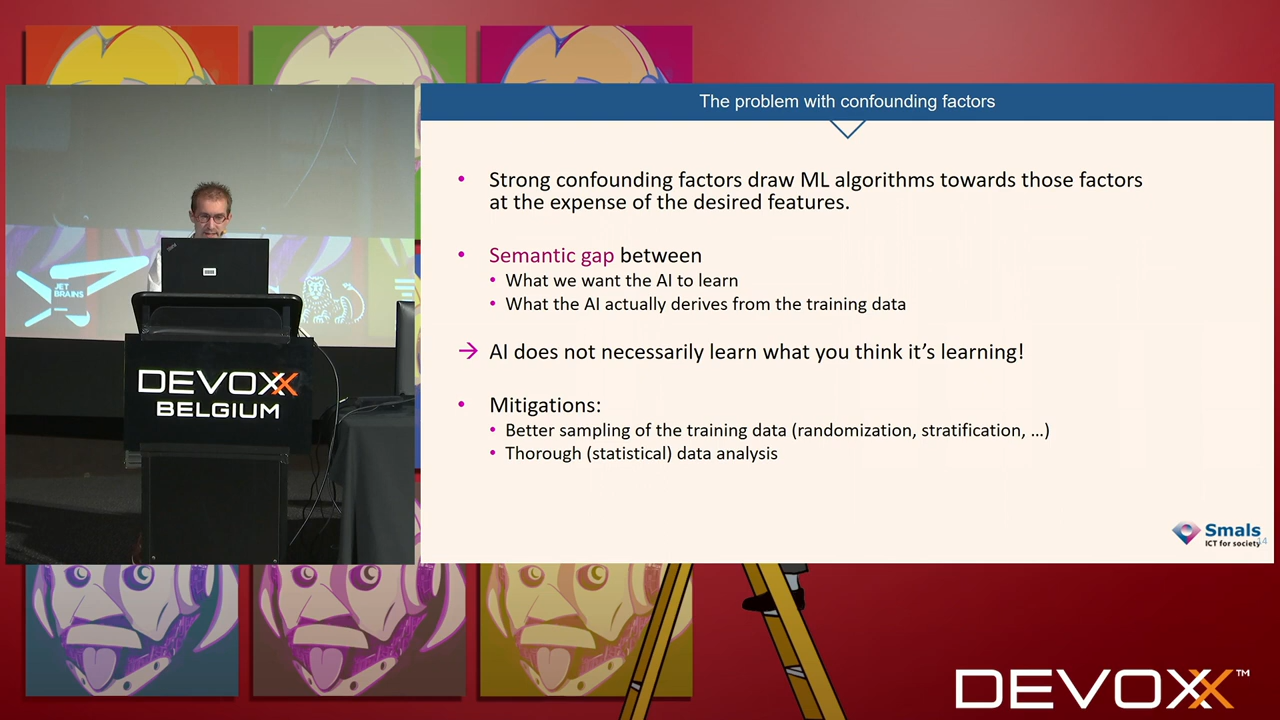 The problem with confounding factors
• Strong confounding factors draw ML algorithms towards those factors
at the expense of the desired features.
• Semantic gap between
• What we want the AI to learn
• What the AI actually derives from the training data
→ AI does not necessarily learn what you think it’s learning!
• Mitigations:
• Better sampling of the training data (randomization, stratification, …)
• Thorough (statistical) data analysis
Smals
ICT for society
14
JET
BRAINS
ING
DEVOXX
BELGIUM
DEVOXX™